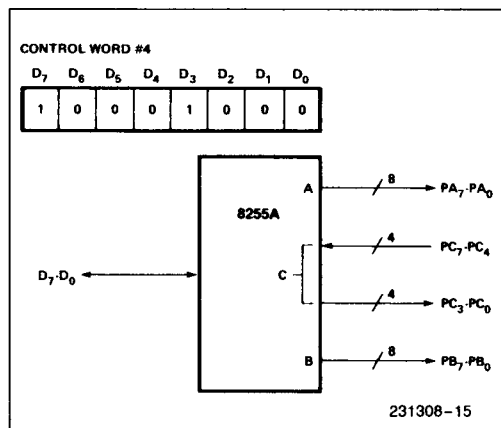 CONTROL WORD #4
D7 D6 D5 D4 D3 D2 D1 D0
1 0 0 0 1 0 0 0
A 8 PA7-PA0
8255A
4 PC7-PC4
D7-D0 C
4 PC3-PC0
B 8 PB7-PB0
231308-15